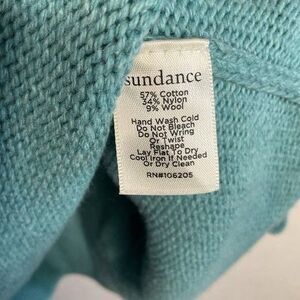 sundance
57% Cotton
34% Nylon
9% Wool
Hand Wash Cold
Do Not Bleach
Do Not Wring
Or Twist
Reshape
Lay Flat To Dry
Cool Iron If Needed
Or Dry Clean
RN#106205